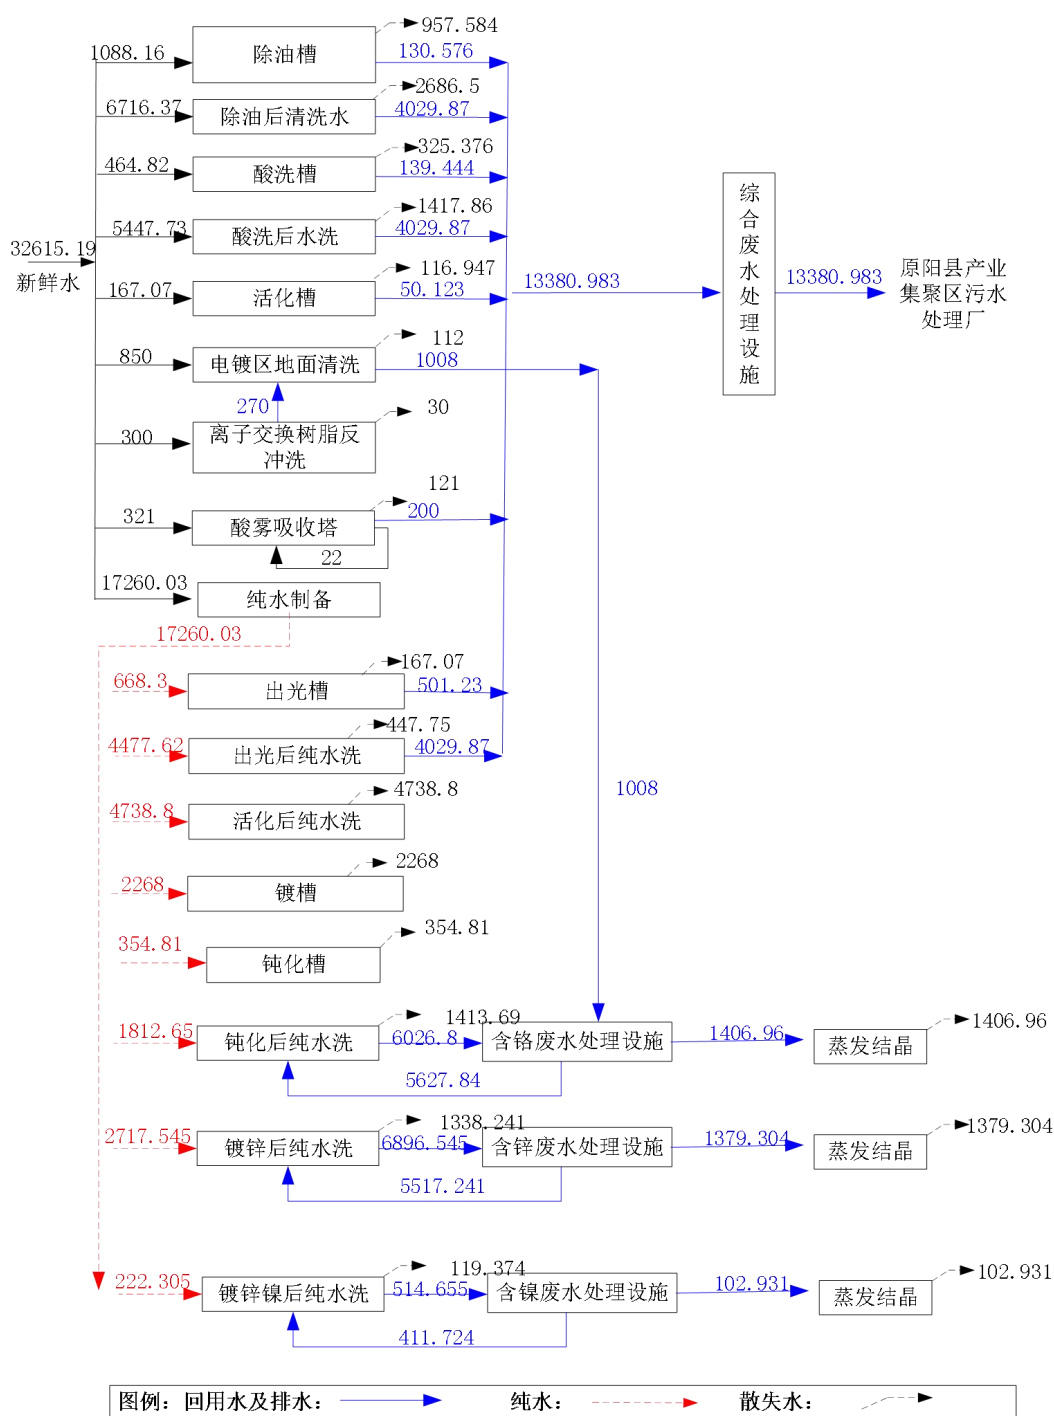 957.584
1088.16
除油槽
130.576
2686.5
6716.37
除油后清洗水
4029.87
325.376
464.82
酸洗槽
139.444
1417.86
5447.73
酸洗后水洗
4029.87
32615.19
新鲜水
116.947
167.07
活化槽
50.123
13380.983
综合废水处理设施
13380.983
原阳县产业
集聚区污水
处理厂
112
850
电镀区地面清洗
1008
270
30
300
离子交换树脂反
冲洗
121
321
酸雾吸收塔
200
22
17260.03
纯水制备
17260.03
167.07
668.3
出光槽
501.23
447.75
4477.62
出光后纯水洗
4029.87
1008
4738.8
4738.8
活化后纯水洗
2268
2268
镀槽
354.81
354.81
钝化槽
1413.69
1812.65
钝化后纯水洗
6026.8
含铬废水处理设施
1406.96
蒸发结晶
1406.96
5627.84
1338.241
2717.545
镀锌后纯水洗
6896.545
含锌废水处理设施
1379.304
蒸发结晶
1379.304
5517.241
119.374
222.305
镀锌镍后纯水洗
514.655
含镍废水处理设施
102.931
蒸发结晶
102.931
411.724
图例：回用水及排水： 纯水： 散失水：